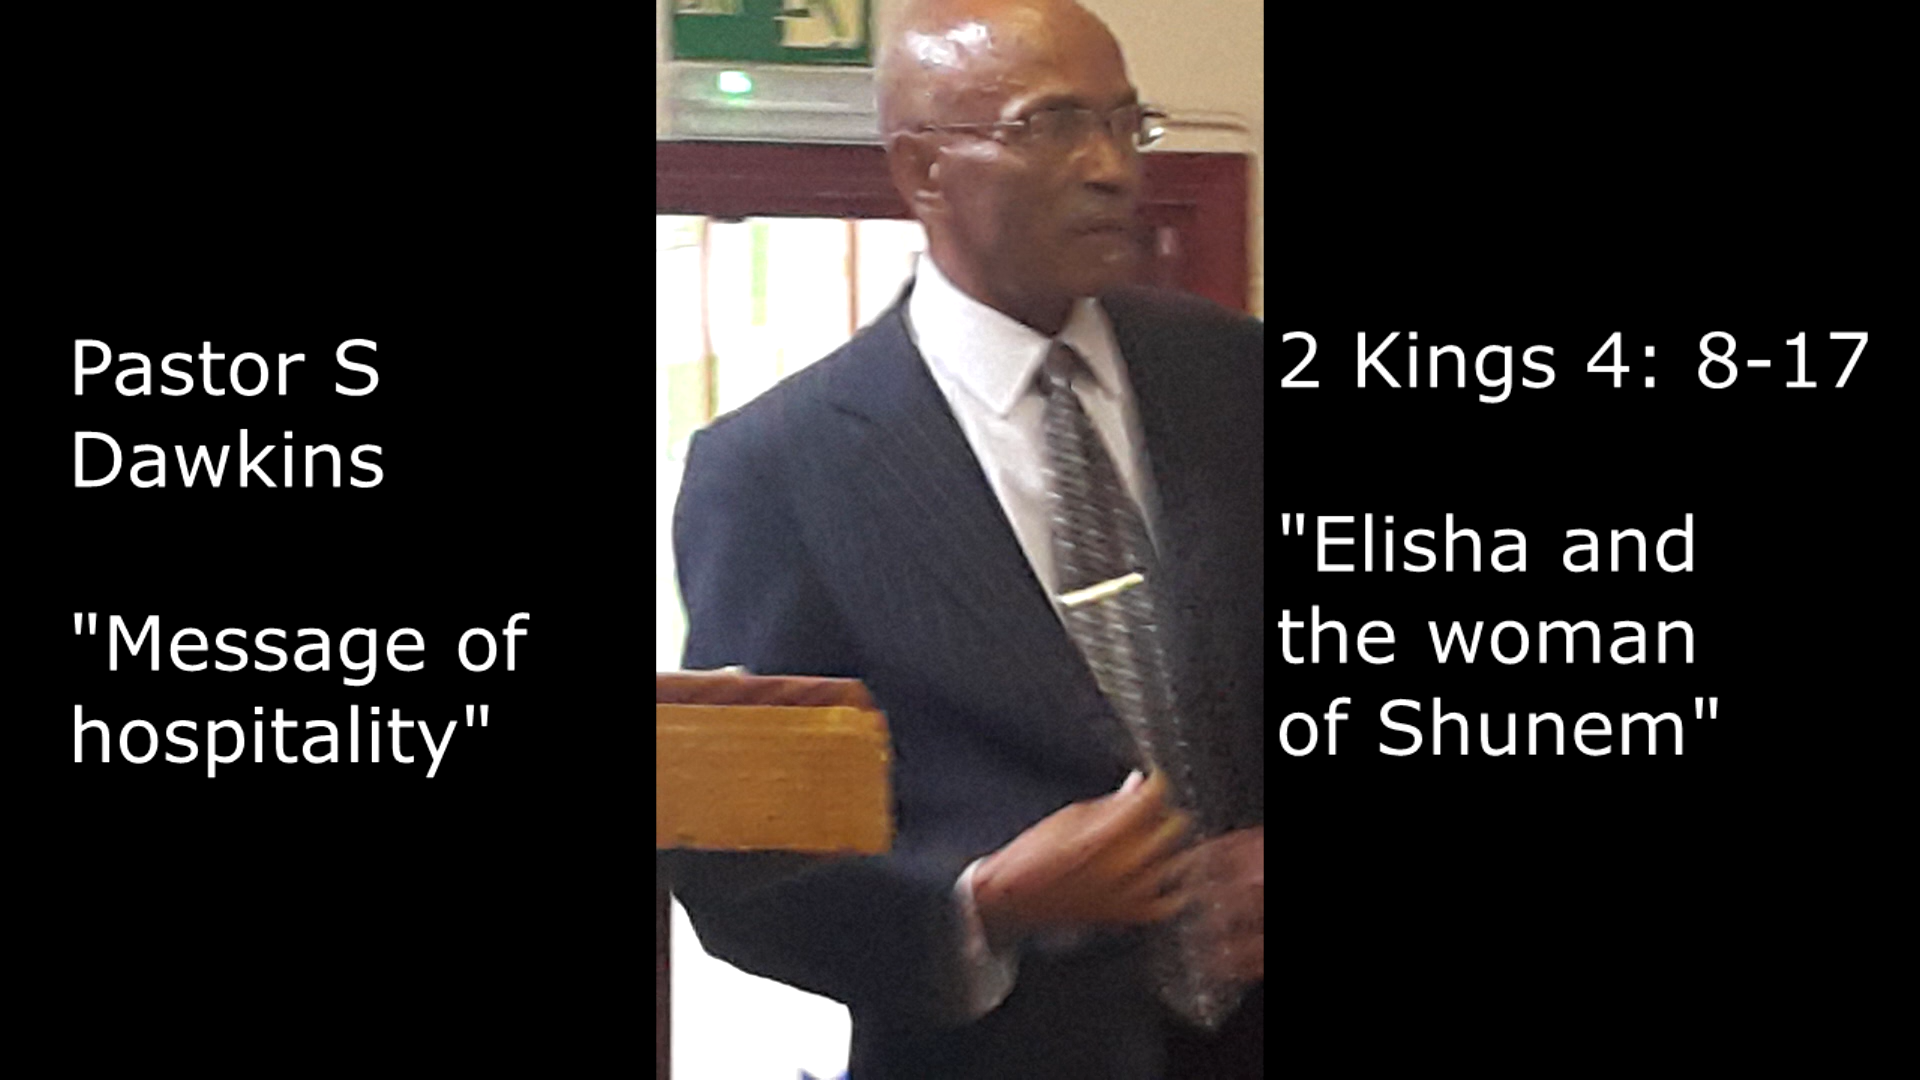 Pastor S
Dawkins
"Message of
hospitality"
2 Kings 4: 8-17
"Elisha and
the woman
of Shunem"